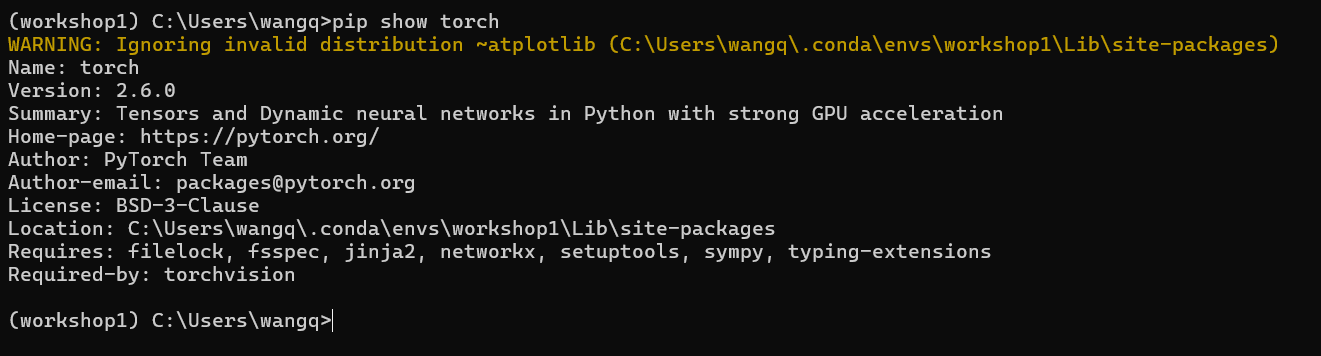 (workshop1) C:\Users\wangq>pip show torch
WARNING: Ignoring invalid distribution ~atplotlib (C:\Users\wangq\.conda\envs\workshop1\Lib\site-packages)
Name: torch
Version: 2.6.0
Summary: Tensors and Dynamic neural networks in Python with strong GPU acceleration
Home-page: https://pytorch.org/
Author: PyTorch Team
Author-email: packages@pytorch.org
License: BSD-3-Clause
Location: C:\Users\wangq\.conda\envs\workshop1\Lib\site-packages
Requires: filelock, fsspec, jinja2, networkx, setuptools, sympy, typing-extensions
Required-by: torchvision
(workshop1) C:\Users\wangq>